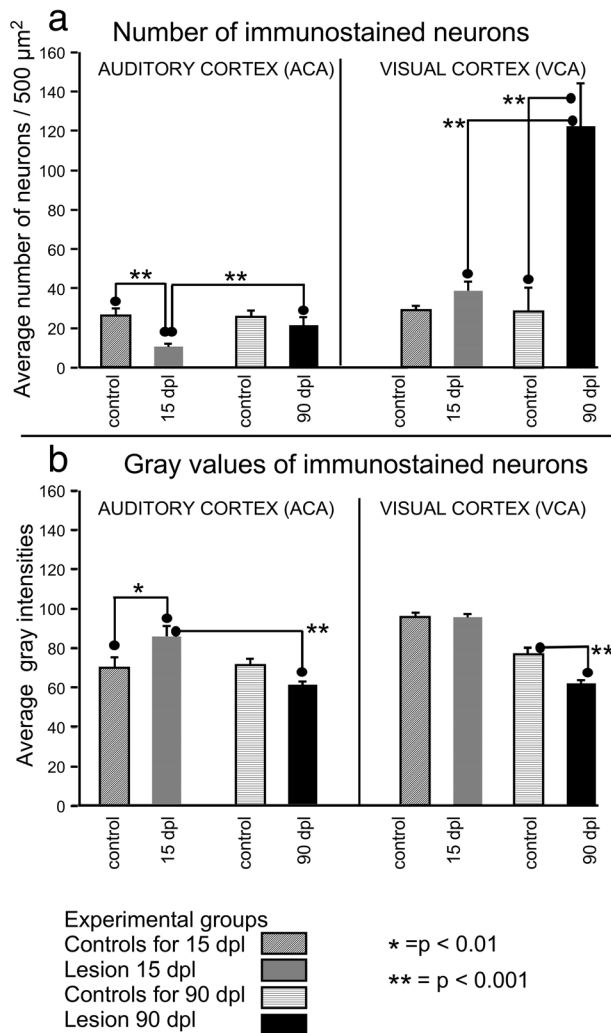 a Number of immunostained neurons
AUDITORY CORTEX (ACA) VISUAL CORTEX (VCA)
Average number of neurons / 500 µm²
160
140
120
100
80
60
40
20
0
** ** ** **
control 15 dpl control 90 dpl control 15 dpl control 90 dpl
b Gray values of immunostained neurons
AUDITORY CORTEX (ACA) VISUAL CORTEX (VCA)
Average gray intensities
160
140
120
100
80
60
40
20
0
* ** **
control 15 dpl control 90 dpl control 15 dpl control 90 dpl
Experimental groups
Controls for 15 dpl * =p < 0.01
Lesion 15 dpl
Controls for 90 dpl ** = p < 0.001
Lesion 90 dpl